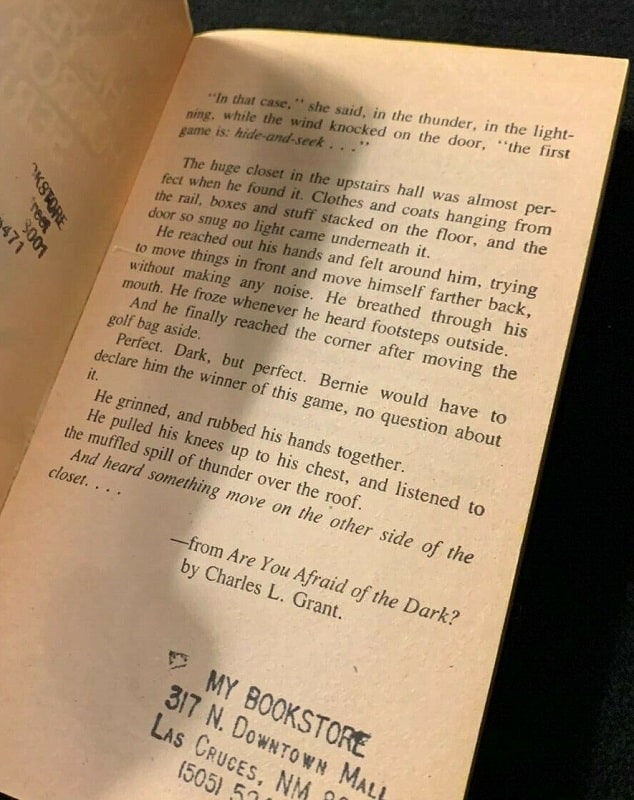 "In that case," she said, in the thunder, in the light-
ning, while the wind knocked on the door, "the first
game is: hide-and-seek . . ."
The huge closet in the upstairs hall was almost per-
fect when he found it. Clothes and coats hanging from
the rail, boxes and stuff stacked on the floor, and the
door so snug no light came underneath it.
He reached out his hands and felt around him, trying
to move things in front and move himself farther back,
without making any noise. He breathed through his
mouth. He froze whenever he heard footsteps outside.
And he finally reached the corner after moving the
golf bag aside.
Perfect. Dark, but perfect. Bernie would have to
declare him the winner of this game, no question about
it.
He grinned, and rubbed his hands together.
He pulled his knees up to his chest, and listened to
the muffled spill of thunder over the roof.
And heard something move on the other side of the
closet. . . .
—from Are You Afraid of the Dark?
by Charles L. Grant.
MY BOOKSTORE
317 N. DOWNTOWN MALL
LAS CRUCES, NM
(505)